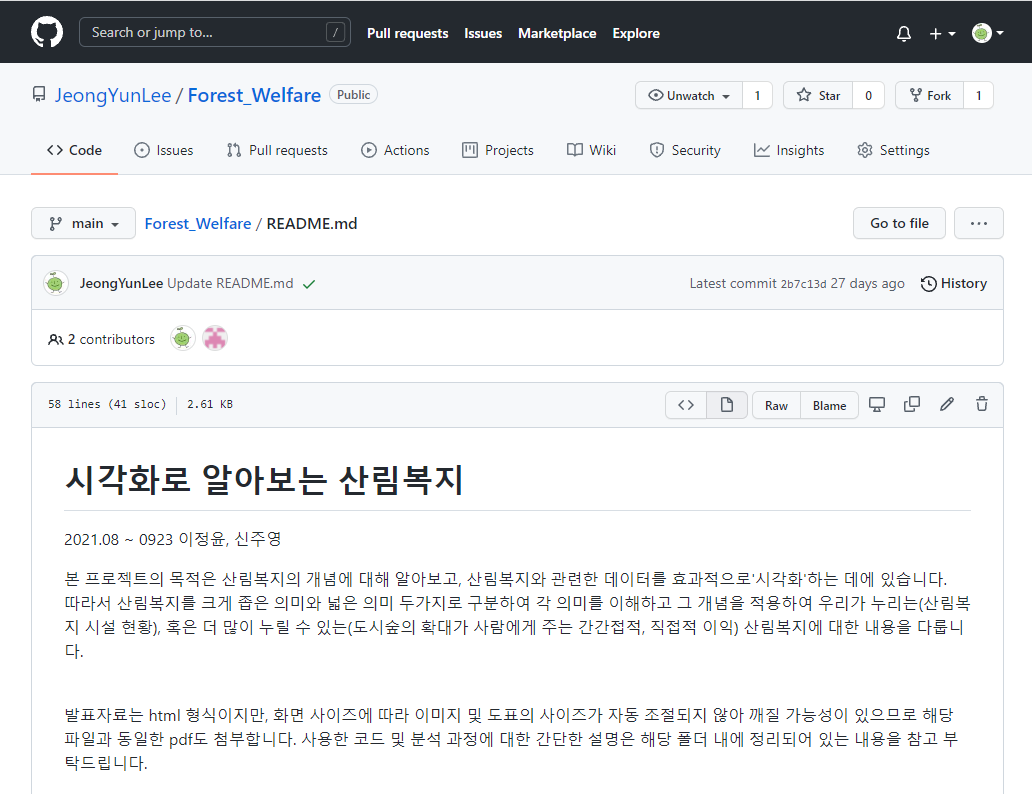 Search or jump to... /
Pull requests Issues Marketplace Explore
JeongYunLee / Forest_Welfare Public
Unwatch 1 Star 0 Fork 1
Code Issues Pull requests Actions Projects Wiki Security Insights Settings
main Forest_Welfare / README.md Go to file ...
JeongYunLee Update README.md Latest commit 2b7c13d 27 days ago History
2 contributors
58 lines (41 sloc) 2.61 KB <> Raw Blame
시각화로 알아보는 산림복지
2021.08 ~ 0923 이정윤, 신주영
본 프로젝트의 목적은 산림복지의 개념에 대해 알아보고, 산림복지와 관련한 데이터를 효과적으로'시각화'하는 데에 있습니다.
따라서 산림복지를 크게 좁은 의미와 넓은 의미 두가지로 구분하여 각 의미를 이해하고 그 개념을 적용하여 우리가 누리는(산림복
지 시설 현황), 혹은 더 많이 누릴 수 있는(도시숲의 확대가 사람에게 주는 간간접적, 직접적 이익) 산림복지에 대한 내용을 다룹니
다.
발표자료는 html 형식이지만, 화면 사이즈에 따라 이미지 및 도표의 사이즈가 자동 조절되지 않아 깨질 가능성이 있으므로 해당
파일과 동일한 pdf도 첨부합니다. 사용한 코드 및 분석 과정에 대한 간단한 설명은 해당 폴더 내에 정리되어 있는 내용을 참고 부
탁드립니다.